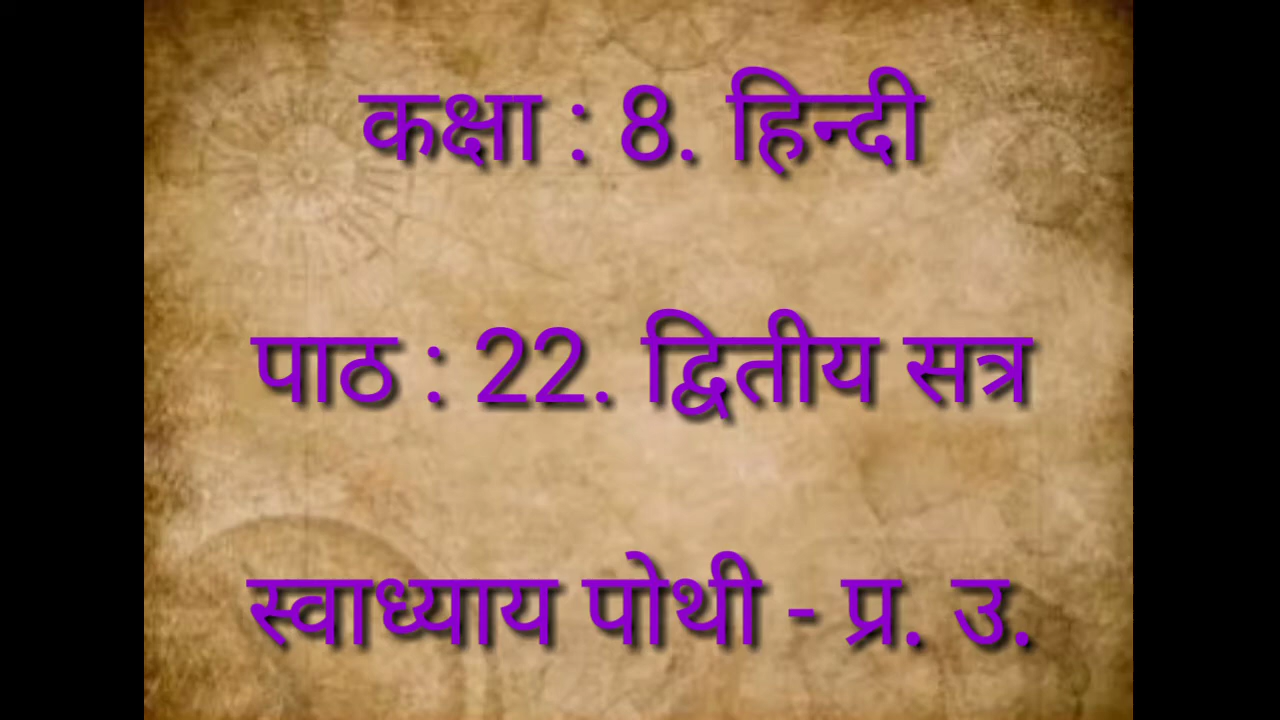 कक्षा : 8. हिन्दी
पाठ : 22. द्वितीय सत्र
स्वाध्याय पोथी - प्र. उ.